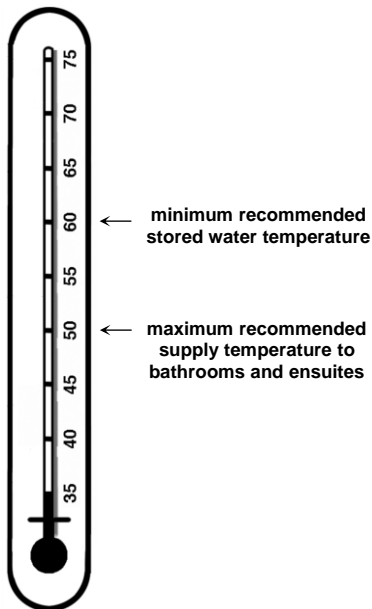 75
70
65
60
minimum recommended
stored water temperature
55
50
maximum recommended
supply temperature to
bathrooms and ensuites
45
40
35